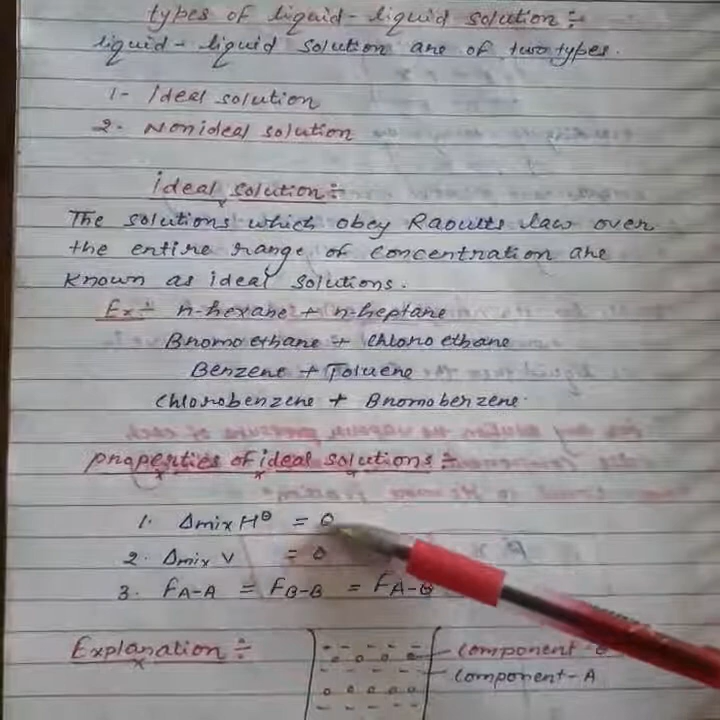 types of liquid-liquid solution :-
liquid-liquid solution are of two types.
1- Ideal solution
2- Nonideal solution
ideal solution :-
The solutions which obey Raoults law over
the entire range of concentration are
known as ideal solutions.
Ex :- n-hexane + n-heptane
Bromoethane + chloroethane
Benzene + Toluene
chlorobenzene + Bromobenzene.
properties of ideal solutions :-
1. ΔmixH⁰ = 0
2. Δmix V = 0
3. FA-A = FB-B = FA-B
Explanation :-
component-B
component-A